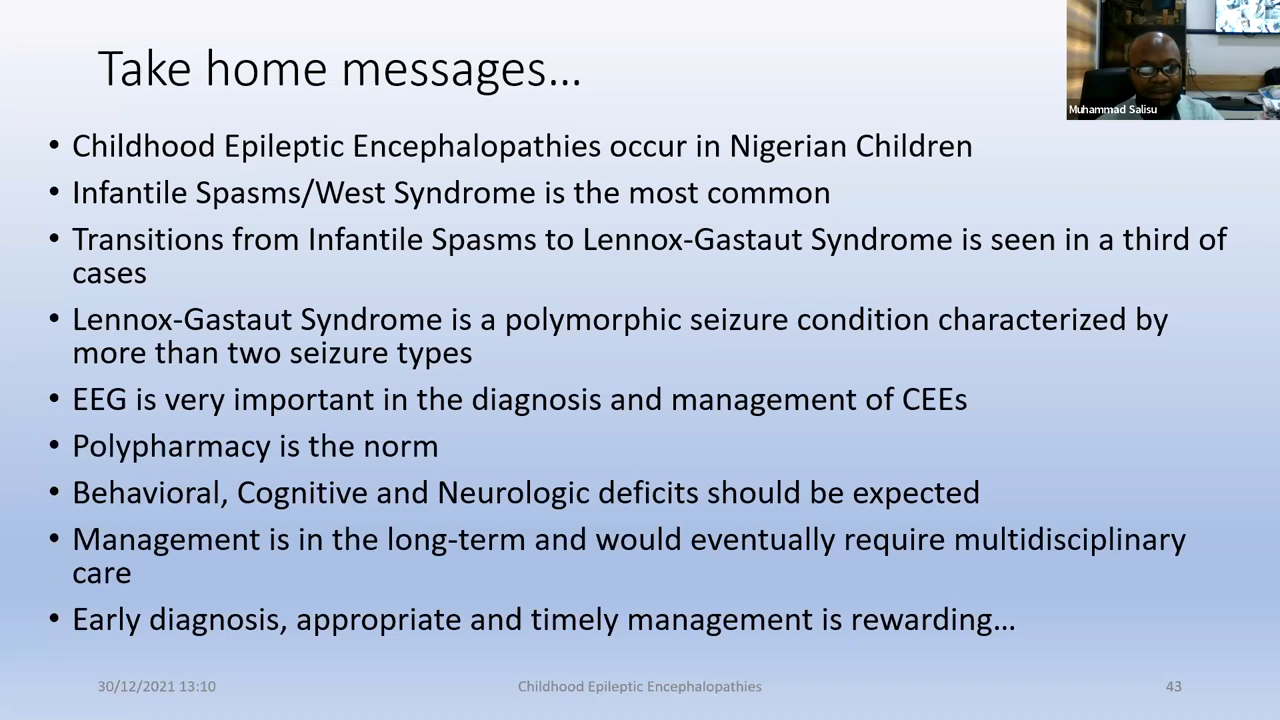 Take home messages...
Muhammad Salisu
• Childhood Epileptic Encephalopathies occur in Nigerian Children
• Infantile Spasms/West Syndrome is the most common
• Transitions from Infantile Spasms to Lennox-Gastaut Syndrome is seen in a third of
cases
• Lennox-Gastaut Syndrome is a polymorphic seizure condition characterized by
more than two seizure types
• EEG is very important in the diagnosis and management of CEEs
• Polypharmacy is the norm
• Behavioral, Cognitive and Neurologic deficits should be expected
• Management is in the long-term and would eventually require multidisciplinary
care
• Early diagnosis, appropriate and timely management is rewarding...
30/12/2021 13:10
Childhood Epileptic Encephalopathies
43